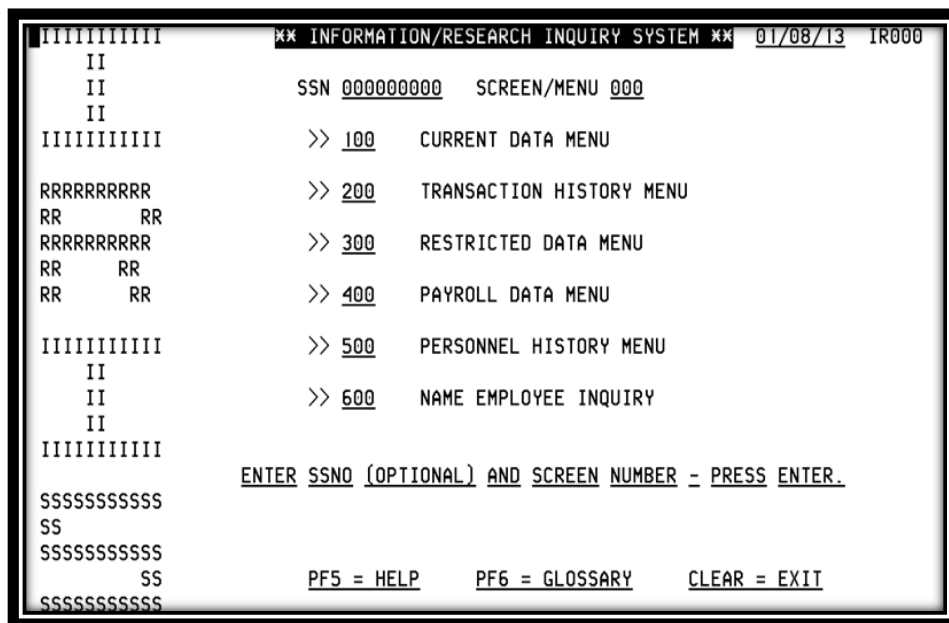 IIIIIIIIIII ** INFORMATION/RESEARCH INQUIRY SYSTEM ** 01/08/13 IR000
II
II SSN 000000000 SCREEN/MENU 000
II
IIIIIIIIIII >> 100 CURRENT DATA MENU
RRRRRRRRRR >> 200 TRANSACTION HISTORY MENU
RR RR
RRRRRRRRRR >> 300 RESTRICTED DATA MENU
RR RR
RR RR >> 400 PAYROLL DATA MENU
IIIIIIIIIII >> 500 PERSONNEL HISTORY MENU
II
II >> 600 NAME EMPLOYEE INQUIRY
II
IIIIIIIIIII
ENTER SSNO (OPTIONAL) AND SCREEN NUMBER - PRESS ENTER.
SSSSSSSSSSS
SS
SSSSSSSSSSS
SS PF5 = HELP PF6 = GLOSSARY CLEAR = EXIT
SSSSSSSSSSS